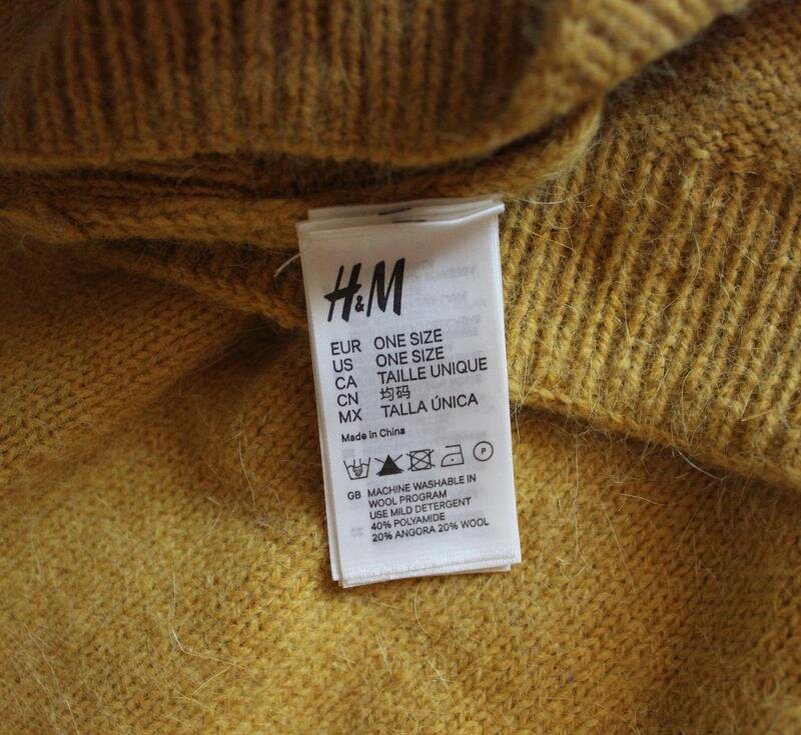 H&M
EUR ONE SIZE
US ONE SIZE
CA TAILLE UNIQUE
CN 均码
MX TALLA ÚNICA
Made in China
P
GB MACHINE WASHABLE IN
WOOL PROGRAM
USE MILD DETERGENT
40% POLYAMIDE
20% ANGORA 20% WOOL